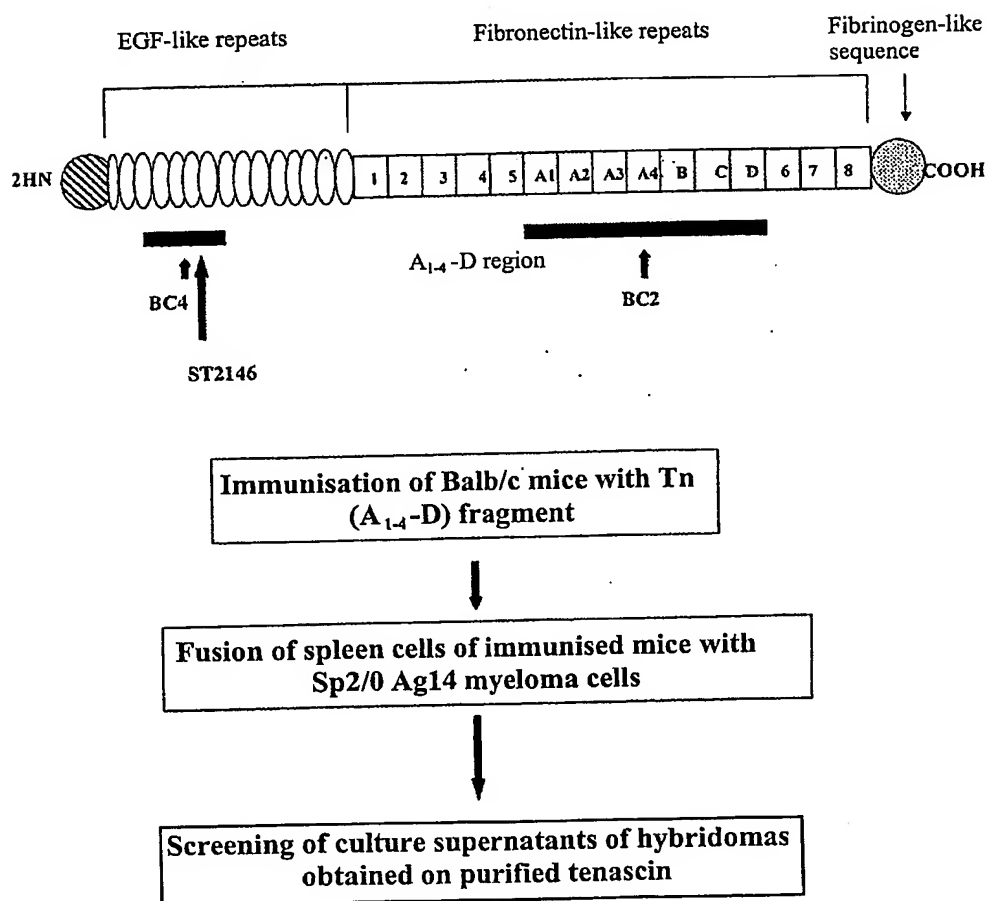 EGF-like repeats
Fibronectin-like repeats
Fibrinogen-like
sequence
2HN
1 2 3 4 5 A1 A2 A3 A4 B C D 6 7 8
COOH
A₁₋₄-D region
BC4
BC2
ST2146
Immunisation of Balb/c mice with Tn
(A₁₋₄-D) fragment
Fusion of spleen cells of immunised mice with
Sp2/0 Ag14 myeloma cells
Screening of culture supernatants of hybridomas
obtained on purified tenascin